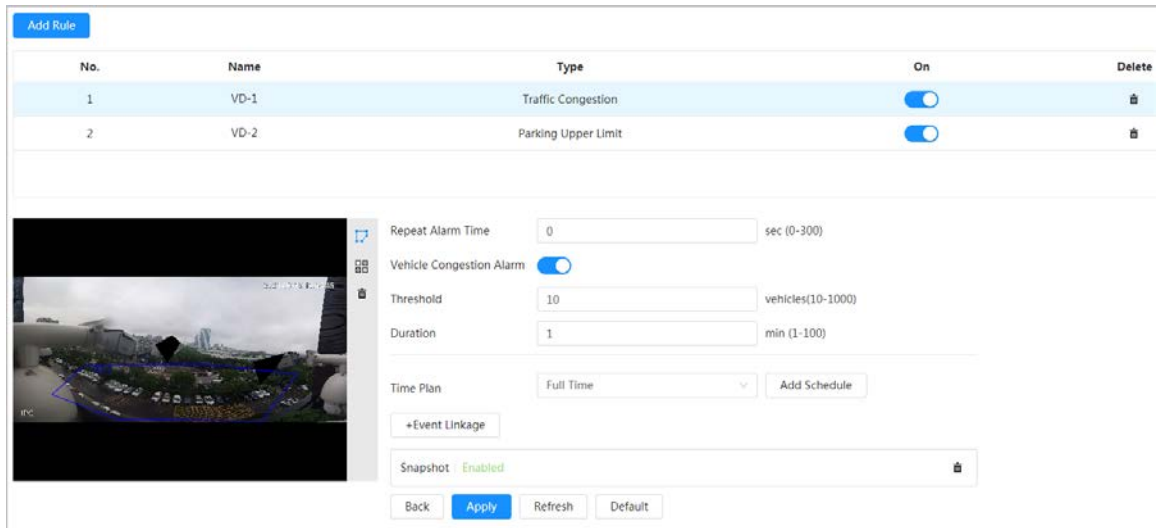 Add Rule
No. Name Type On Delete
1 VD-1 Traffic Congestion
2 VD-2 Parking Upper Limit
Repeat Alarm Time 0 sec (0-300)
Vehicle Congestion Alarm
Threshold 10 vehicles(10-1000)
Duration 1 min (1-100)
Time Plan Full Time Add Schedule
IPC
+Event Linkage
Snapshot Enabled
Back Apply Refresh Default